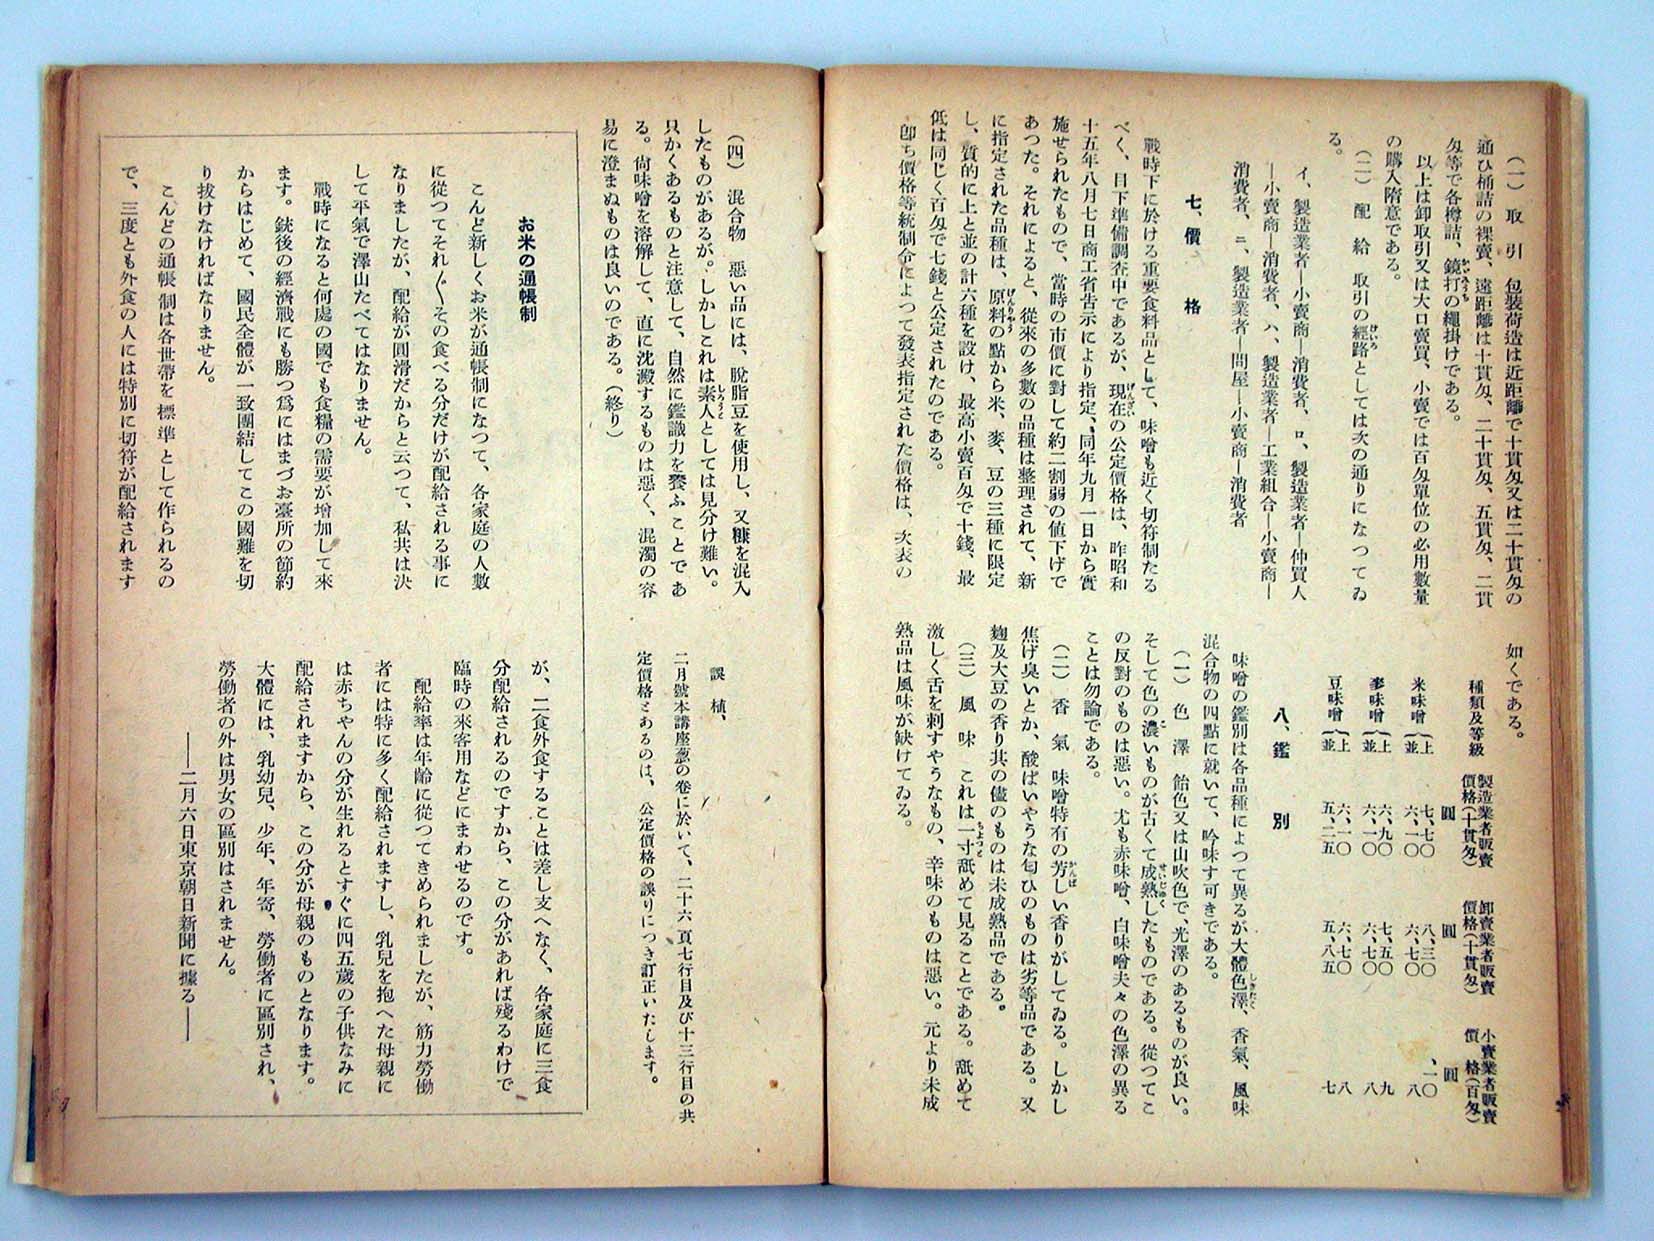 (一) 取引 包裝荷造は近距離で十貫匁又は二十貫匁の
通ひ桶詰の裸賣、遠距離は十貫匁、二十貫匁、五貫匁、二貫
匁等で各樽詰、鏡打の繩掛けである。
以上は卸取引又は大口賣買、小賣では百匁單位の必用數量
の購入隋意である。
(二) 配給 取引の經路としては次の通りになつてゐ
る。
イ、製造業者―小賣商―消費者、ロ、製造業者―仲買人
―小賣商―消費者、ハ、製造業者―工業組合―小賣商―
消費者、ニ、製造業者―問屋―小賣商―消費者
七、價格
戰時下に於ける重要食料品として、味噌も近く切符制たる
べく、目下準備調査中であるが、現在の公定價格は、昨昭和
十五年八月七日商工省告示により指定、同年九月一日から實
施せられたもので、當時の市價に對して約二割弱の値下げで
あつた。それによると、從來の多數の品種は整理されて、新
に指定された品種は、原料の點から米、麥、豆の三種に限定
し、質的に上と並の計六種を設け、最高小賣百匁で十錢、最
低は同じく百匁で七錢と公定されたのである。
卽ち價格等統制令によつて發表指定された價格は、次表の
如くである。
種類及等級 製造業者販賣價格(十貫匁) 卸賣業者販賣價格(十貫匁) 小賣業者販賣價格(百匁)
圓 圓 圓
米味噌 上 七、七〇 八、三〇 、一〇
並 六、一〇 六、七〇 八
麥味噌 上 六、九〇 七、五〇 九
並 六、一〇 六、七〇 八
豆味噌 上 六、一〇 六、七〇 八
並 五、二五 五、八五 七
八、鑑別
味噌の鑑別は各品種によつて異るが大體色澤、香氣、風味
混合物の四點に就いて、吟味す可きである。
(一) 色澤 飴色又は山吹色で、光澤のあるものが良い。
そして色の濃いものが古くて成熟したものである。從つてこ
の反對のものは惡い。尤も赤味噌、白味噌夫々の色澤の異る
ことは勿論である。
(二) 香氣 味噌特有の芳しい香りがしてゐる。しかし
焦げ臭いとか、酸ぱいやうな匂ひのものは劣等品である。又
麹及大豆の香り共の儘のものは未成熟品である。
(三) 風味 これは一寸舐めて見ることである。舐めて
激しく舌を刺すやうなもの、辛味のものは惡い。元より未成
熟品は風味が缺けてゐる。
(四) 混合物 惡い品には、脫脂豆を使用し、又糠を混入
したものがあるが。しかしこれは素人としては見分け難い。
只かくあるものと注意して、自然に鑑識力を養ふことであ
る。尙味噌を溶解して、直に沈澱するものは惡く、混濁の容
易に澄まぬものは良いのである。(終り)
誤植、
二月號本講座葱の卷に於いて、二十六頁七行目及び十三行目の共
定價格とあるのは、公定價格の誤りにつき訂正いたします。
お米の通帳制
こんど新しくお米が通帳制になつて、各家庭の人數
に從つてそれ〴〵その食べる分だけが配給される事に
なりましたが、配給が圓滑だからと云つて、私共は決
して平氣で澤山たべてはなりません。
戰時になると何處の國でも食糧の需要が增加して來
ます。銃後の經濟戰にも勝つ爲にはまづお臺所の節約
からはじめて、國民全體が一致團結してこの國難を切
り拔けなければなりません。
こんどの通帳制は各世帶を標準として作られるの
で、三度とも外食の人には特別に切符が配給されます
が、二食外食することは差し支へなく、各家庭に三食
分配給されるのですから、この分があれば殘るわけで
臨時の來客用などにまわせるのです。
配給率は年齡に從つてきめられましたが、筋力勞働
者には特に多く配給されますし、乳兒を抱へた母親に
は赤ちやんの分が生れるとすぐに四五歲の子供なみに
配給されますから、この分が母親のものとなります。
大體には、乳幼兒、少年、年寄、勞働者に區別され、
勞働者の外は男女の區別はされません。
――二月六日東京朝日新聞に據る――